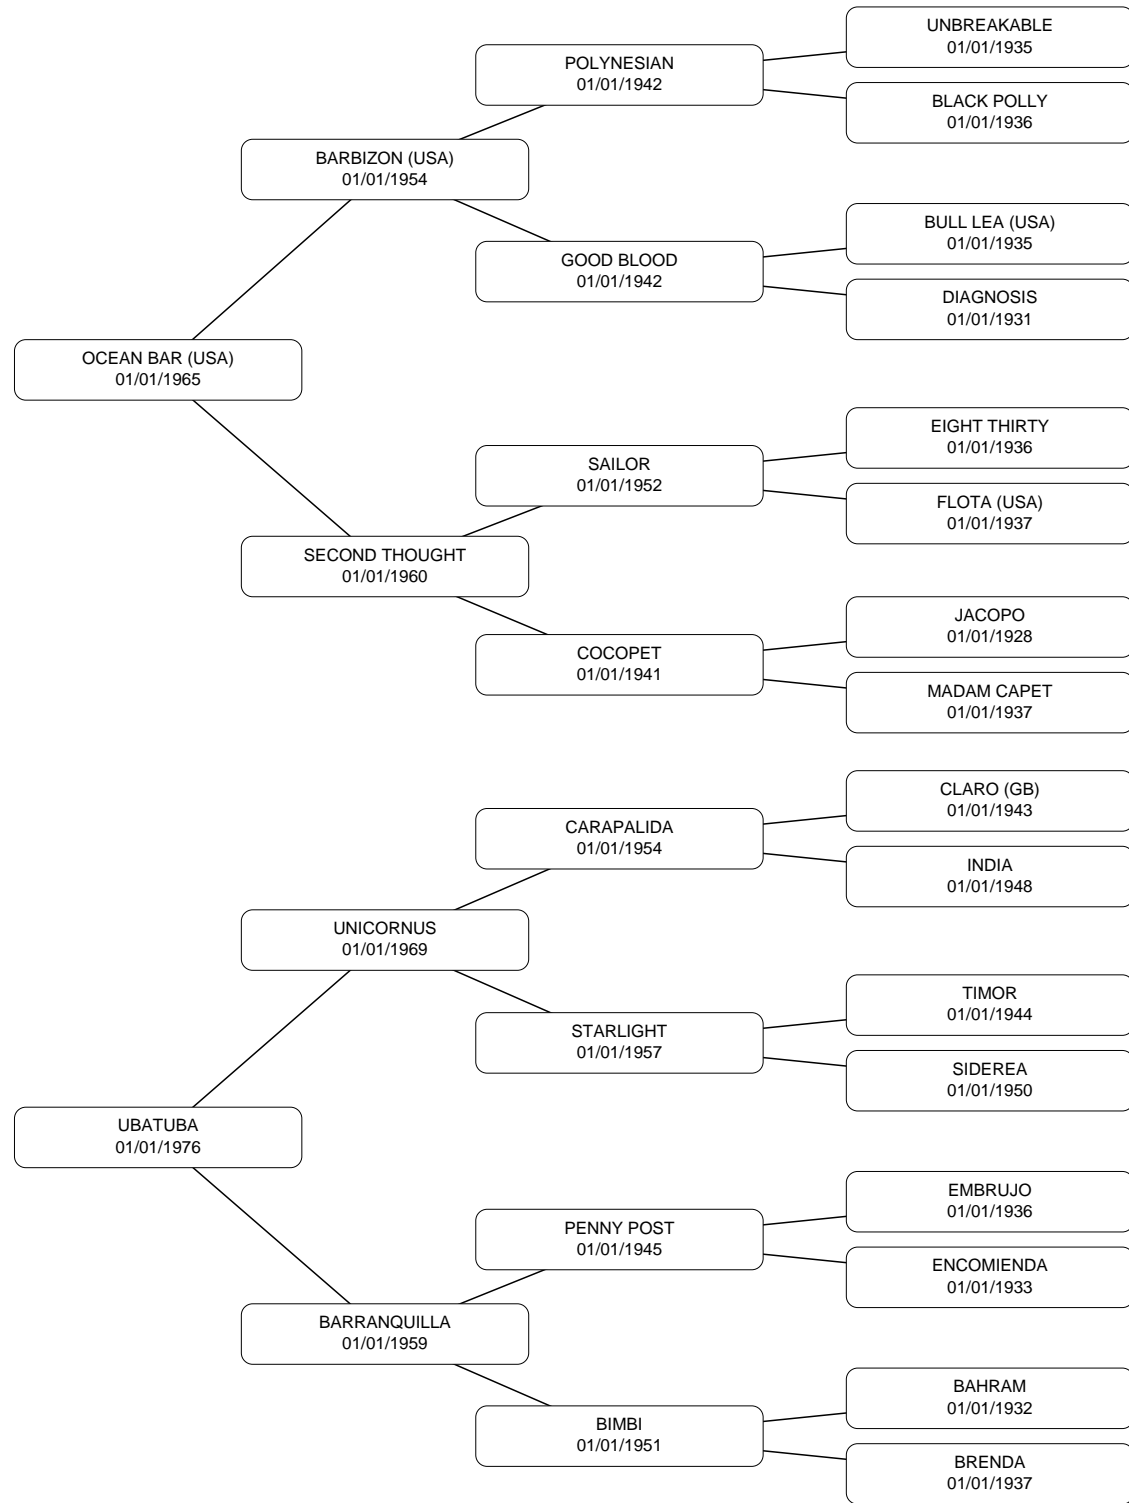 UNBREAKABLE
01/01/1935
POLYNESIAN
01/01/1942
BLACK POLLY
01/01/1936
BARBIZON (USA)
01/01/1954
BULL LEA (USA)
01/01/1935
GOOD BLOOD
01/01/1942
DIAGNOSIS
01/01/1931
OCEAN BAR (USA)
01/01/1965
EIGHT THIRTY
01/01/1936
SAILOR
01/01/1952
FLOTA (USA)
01/01/1937
SECOND THOUGHT
01/01/1960
JACOPO
01/01/1928
COCOPET
01/01/1941
MADAM CAPET
01/01/1937
CLARO (GB)
01/01/1943
CARAPALIDA
01/01/1954
INDIA
01/01/1948
UNICORNUS
01/01/1969
TIMOR
01/01/1944
STARLIGHT
01/01/1957
SIDEREA
01/01/1950
UBATUBA
01/01/1976
EMBRUJO
01/01/1936
PENNY POST
01/01/1945
ENCOMIENDA
01/01/1933
BARRANQUILLA
01/01/1959
BAHRAM
01/01/1932
BIMBI
01/01/1951
BRENDA
01/01/1937